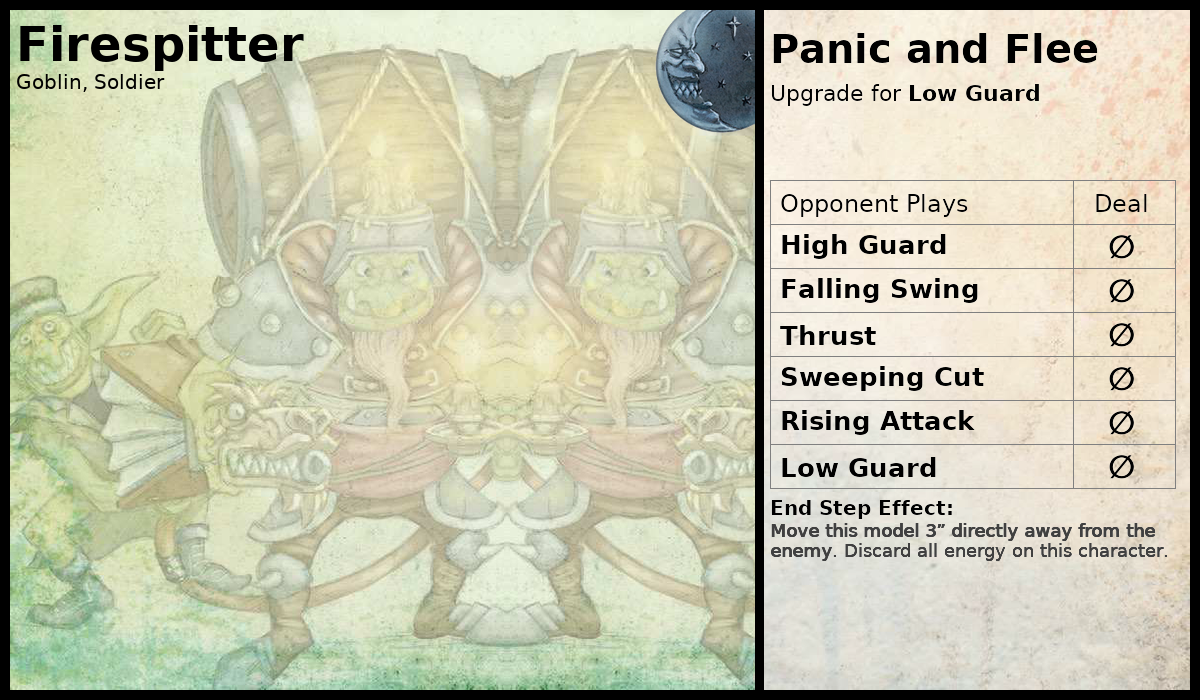 Firespitter
Goblin, Soldier
Panic and Flee
Upgrade for Low Guard
Opponent Plays Deal
High Guard ∅
Falling Swing ∅
Thrust ∅
Sweeping Cut ∅
Rising Attack ∅
Low Guard ∅
End Step Effect:
Move this model 3” directly away from the
enemy. Discard all energy on this character.